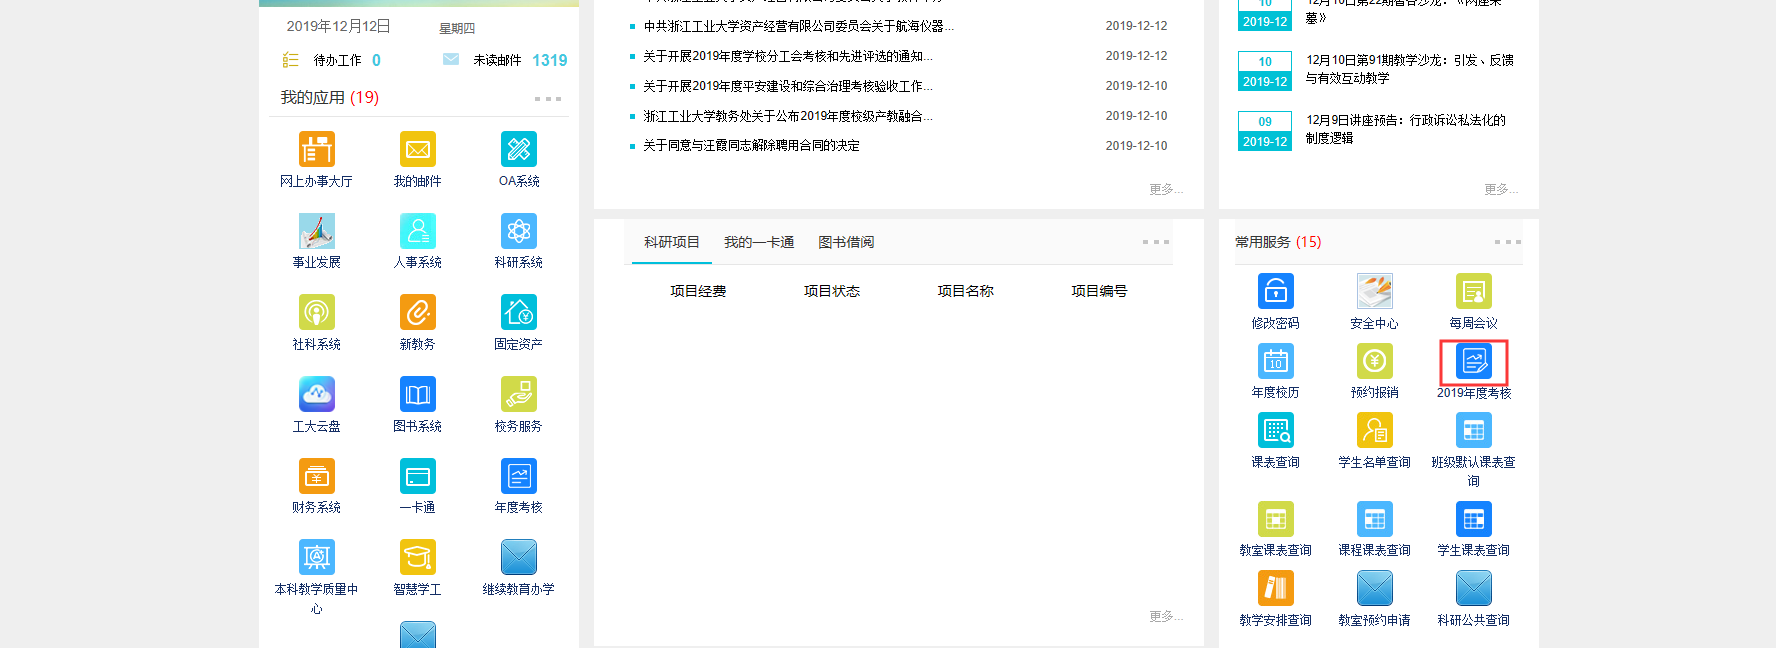 2019年12月12日
星期四
待办工作 0
未读邮件 1319
我的应用 (19)
网上办事大厅
我的邮件
OA系统
事业发展
人事系统
科研系统
社科系统
新教务
固定资产
工大云盘
图书系统
校务服务
财务系统
一卡通
年度考核
本科教学质量中
心
智慧学工
继续教育办学
中共浙江工业大学资产经营有限公司委员会关于航海仪器...
2019-12-12
关于开展2019年度学校分工会考核和先进评选的通知...
2019-12-12
关于开展2019年度平安建设和综合治理考核验收工作...
2019-12-10
浙江工业大学教务处关于公布2019年度校级产教融合...
2019-12-10
关于同意与汪霞同志解除聘用合同的决定
2019-12-10
更多...
科研项目
我的一卡通
图书借阅
项目经费
项目状态
项目名称
项目编号
更多...
10
2019-12
墓》
10
2019-12
12月10日第91期教学沙龙：引发、反馈
与有效互动教学
09
2019-12
12月9日讲座预告：行政诉讼私法化的
制度逻辑
更多...
常用服务 (15)
修改密码
安全中心
每周会议
10
年度校历
预约报销
2019年度考核
课表查询
学生名单查询
班级默认课表查
询
教室课表查询
课程课表查询
学生课表查询
教学安排查询
教室预约申请
科研公共查询